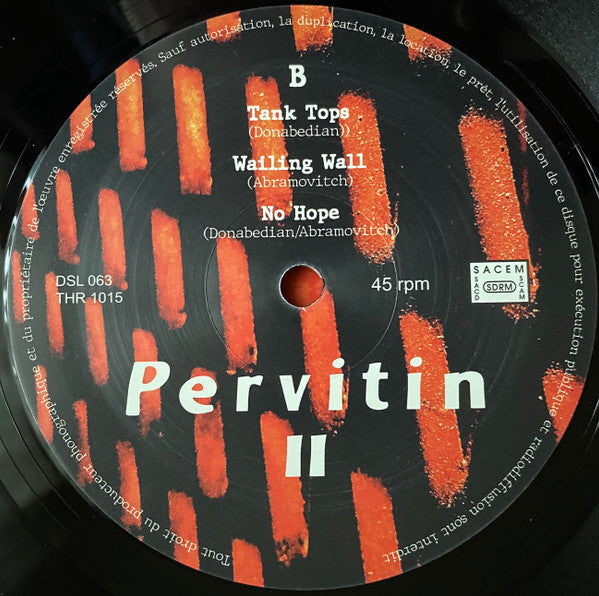 B
Tank Tops
(Donabedian))
Wailing Wall
(Abramovitch)
No Hope
(Donabedian/Abramovitch)
DSL 063
THR 1015
45 rpm
SACEM
SACD
SDRM
SCAM
Pervitin
II
Tout droit du producteur phonographique et du propriétaire de l'œuvre enregistrée réservés. Sauf autorisation, la duplication, la location, le prêt, l'utilisation de ce disque pour exécution publique et radiodiffusion sont interdit